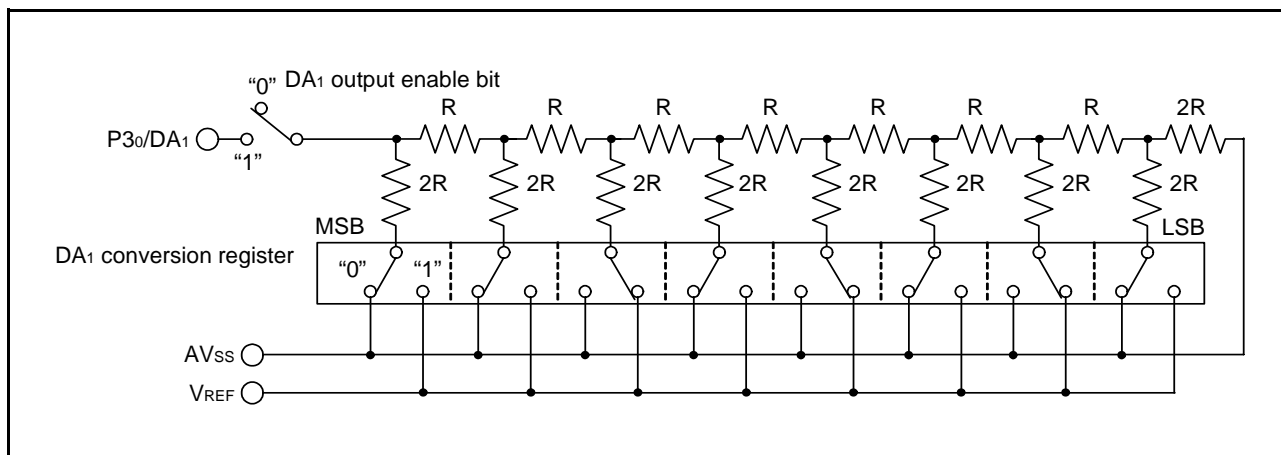 “0” DA1 output enable bit
R R R R R R R 2R
P30/DA1
“1”
2R 2R 2R 2R 2R 2R 2R 2R
MSB LSB
DA1 conversion register
“0” “1”
AVSS
VREF